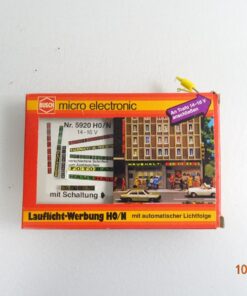 BUSCH
micro electronic
An Trafo 14-16 V
anschließen
Nr. 5920 H0/N
14-16 V
FOTO
mit Schaltung
Lauflicht-Werbung H0/N
mit automatischer Lichtfolge
10